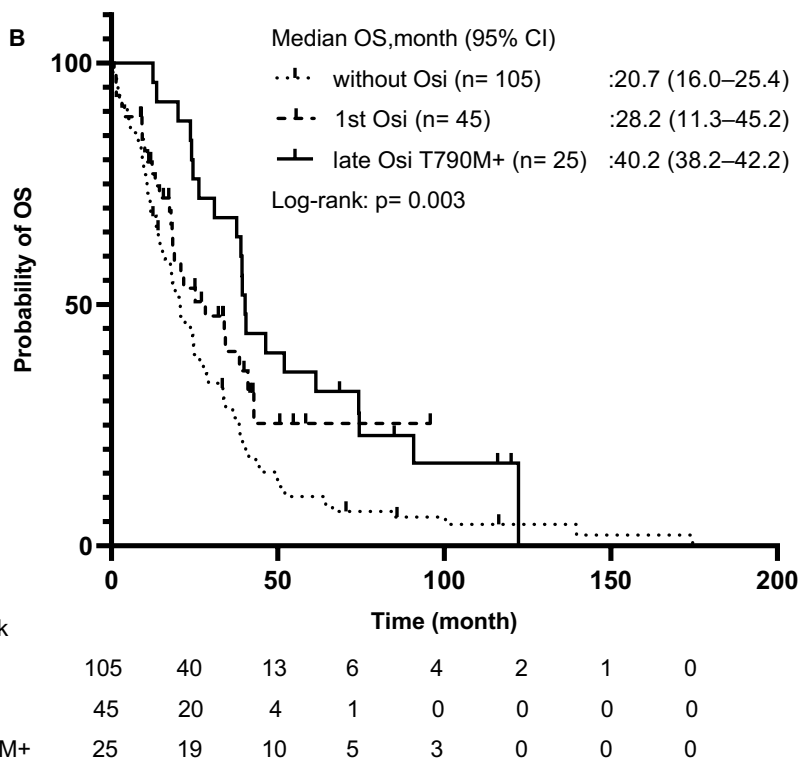 B
Median OS,month (95% CI)
without Osi (n= 105) :20.7 (16.0–25.4)
1st Osi (n= 45) :28.2 (11.3–45.2)
late Osi T790M+ (n= 25) :40.2 (38.2–42.2)
Log-rank: p= 0.003
Probability of OS
100
50
0
0 50 100 150 200
Time (month)
k
105 40 13 6 4 2 1 0
45 20 4 1 0 0 0 0
M+ 25 19 10 5 3 0 0 0